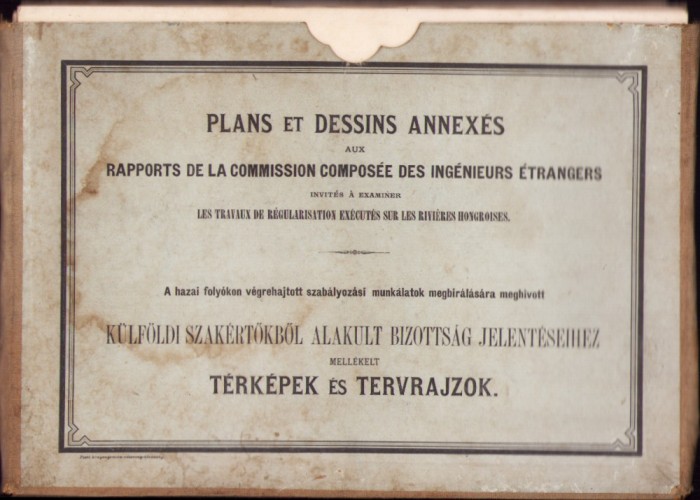 PLANS ET DESSINS ANNEXÉS
AUX
RAPPORTS DE LA COMMISSION COMPOSÉE DES INGÉNIEURS ÉTRANGERS
INVITÉS À EXAMINER
LES TRAVAUX DE RÉGULARISATION EXÉCUTÉS SUR LES RIVIÈRES HONGROISES.
A hazai folyókon végrehajtott szabályozási munkálatok megbirálására meghivott
KÜLFÖLDI SZAKÉRTŐKBŐL ALAKULT BIZOTTSÁG JELENTÉSEIHEZ
MELLÉKELT
TÉRKÉPEK ÉS TERVRAJZOK.